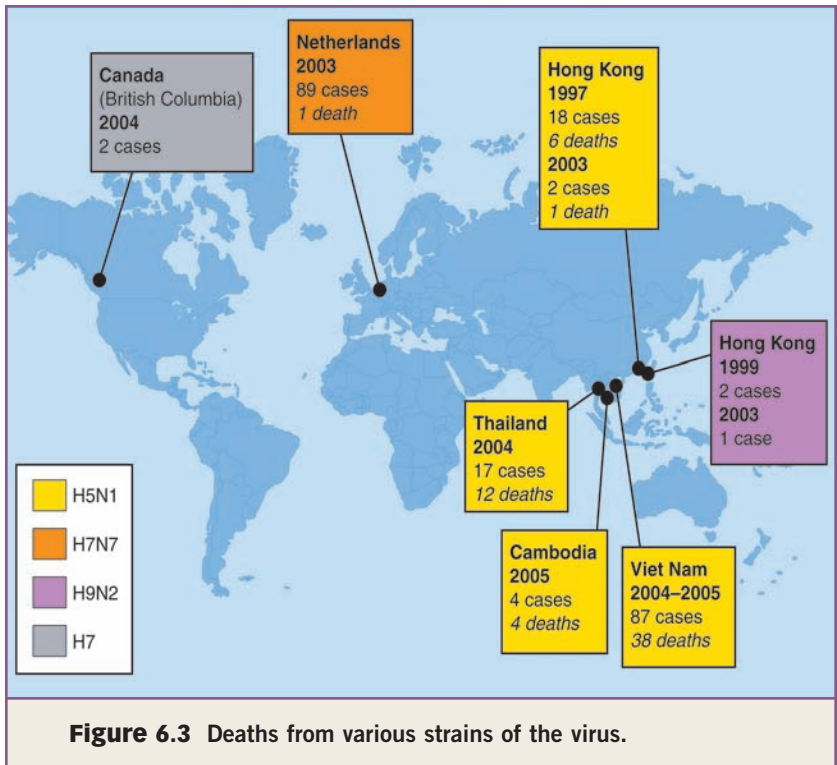 Canada
(British Columbia)
2004
2 cases
Netherlands
2003
89 cases
1 death
Hong Kong
1997
18 cases
6 deaths
2003
2 cases
1 death
Hong Kong
1999
2 cases
2003
1 case
Thailand
2004
17 cases
12 deaths
Cambodia
2005
4 cases
4 deaths
Viet Nam
2004–2005
87 cases
38 deaths
H5N1
H7N7
H9N2
H7
Figure 6.3 Deaths from various strains of the virus.